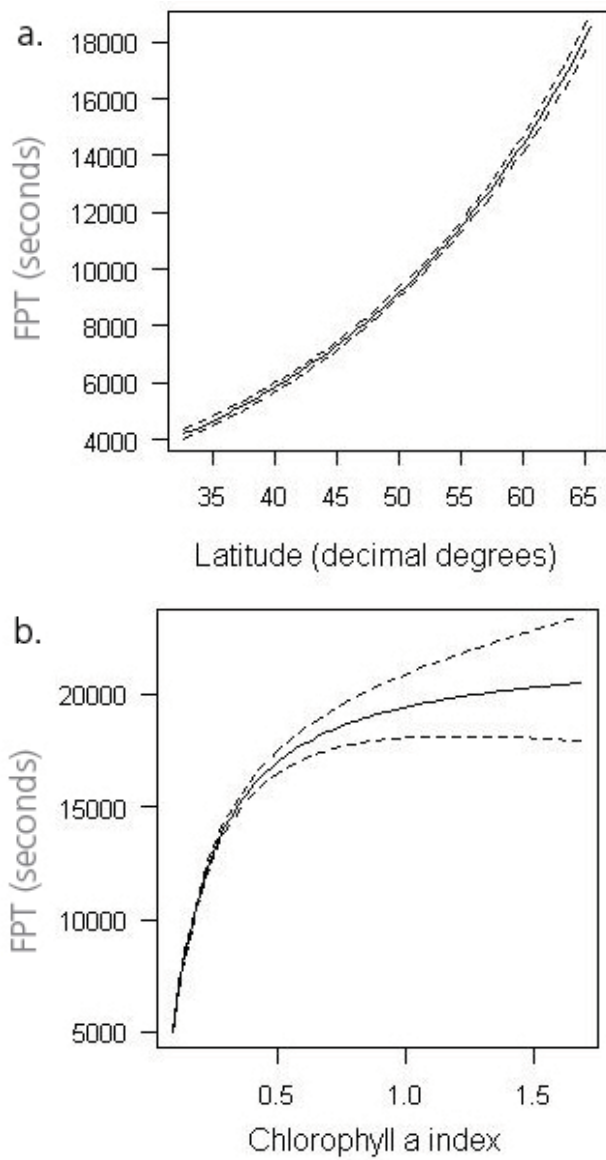 a.
FPT (seconds)
18000
16000
14000
12000
10000
8000
6000
4000
35 40 45 50 55 60 65
Latitude (decimal degrees)
b.
FPT (seconds)
20000
15000
10000
5000
0.5 1.0 1.5
Chlorophyll a index